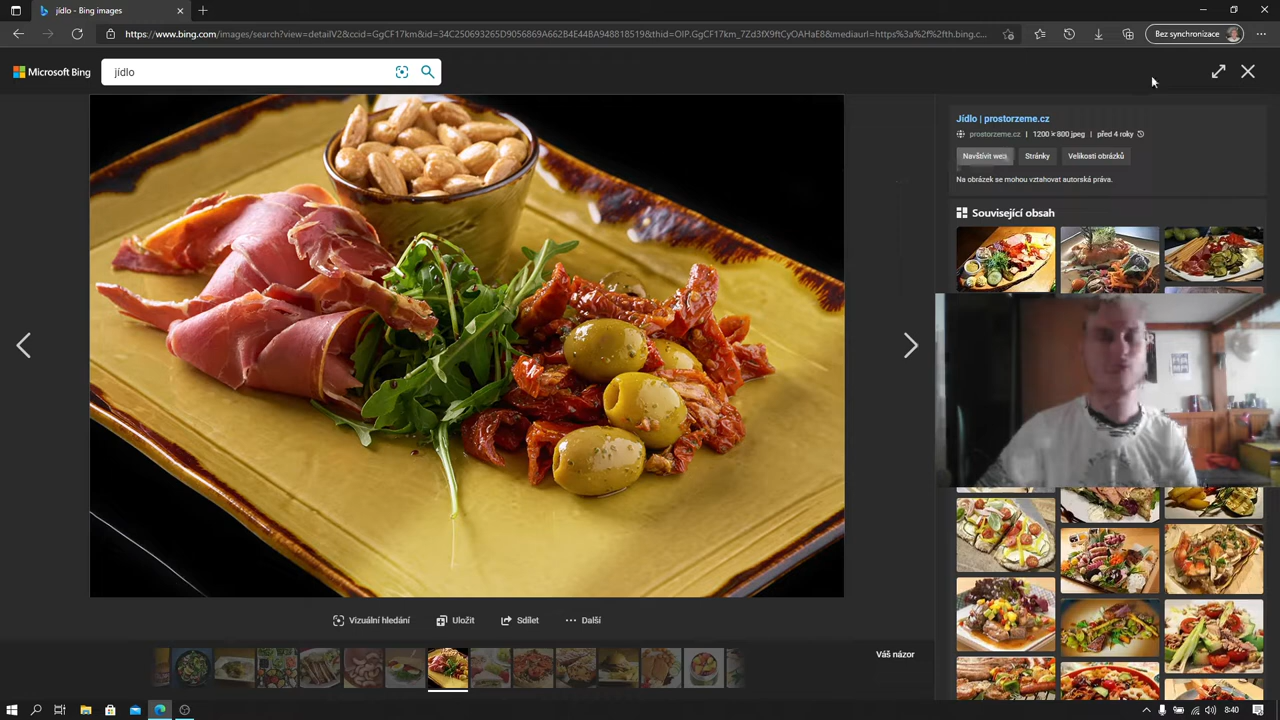 jídlo - Bing images
https://www.bing.com/images/search?view=detailV2&ccid=GgCF17km&id=34C250693265D9056869A662B4E44BA948818519&thid=OIP.GgCF17km_7Zd3fX9ftCyOAHaE8&mediaurl=https%3a%2f%2fth.bing.c...
Bez synchronizace
Microsoft Bing
jídlo
Jídlo | prostorzeme.cz
prostorzeme.cz | 1200 × 800 jpeg | před 4 roky
Navštívit web
Stránky
Velikosti obrázků
Na obrázek se mohou vztahovat autorská práva.
Související obsah
Vizuální hledání
Uložit
Sdílet
Další
Váš názor
8:40